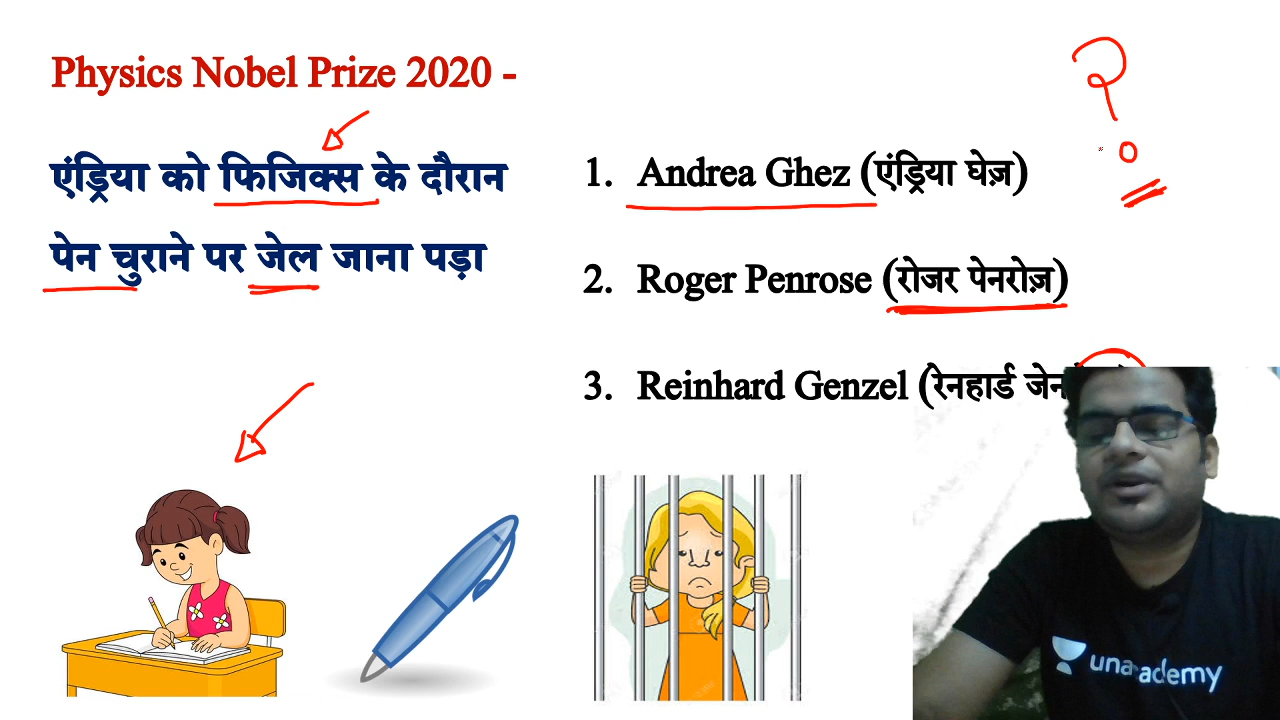 Physics Nobel Prize 2020 -
एंड्रिया को फिजिक्स के दौरान
पेन चुराने पर जेल जाना पड़ा
1. Andrea Ghez (एंड्रिया घेज़)
2. Roger Penrose (रोजर पेनरोज़)
3. Reinhard Genzel (रेनहार्ड जेन
unacademy